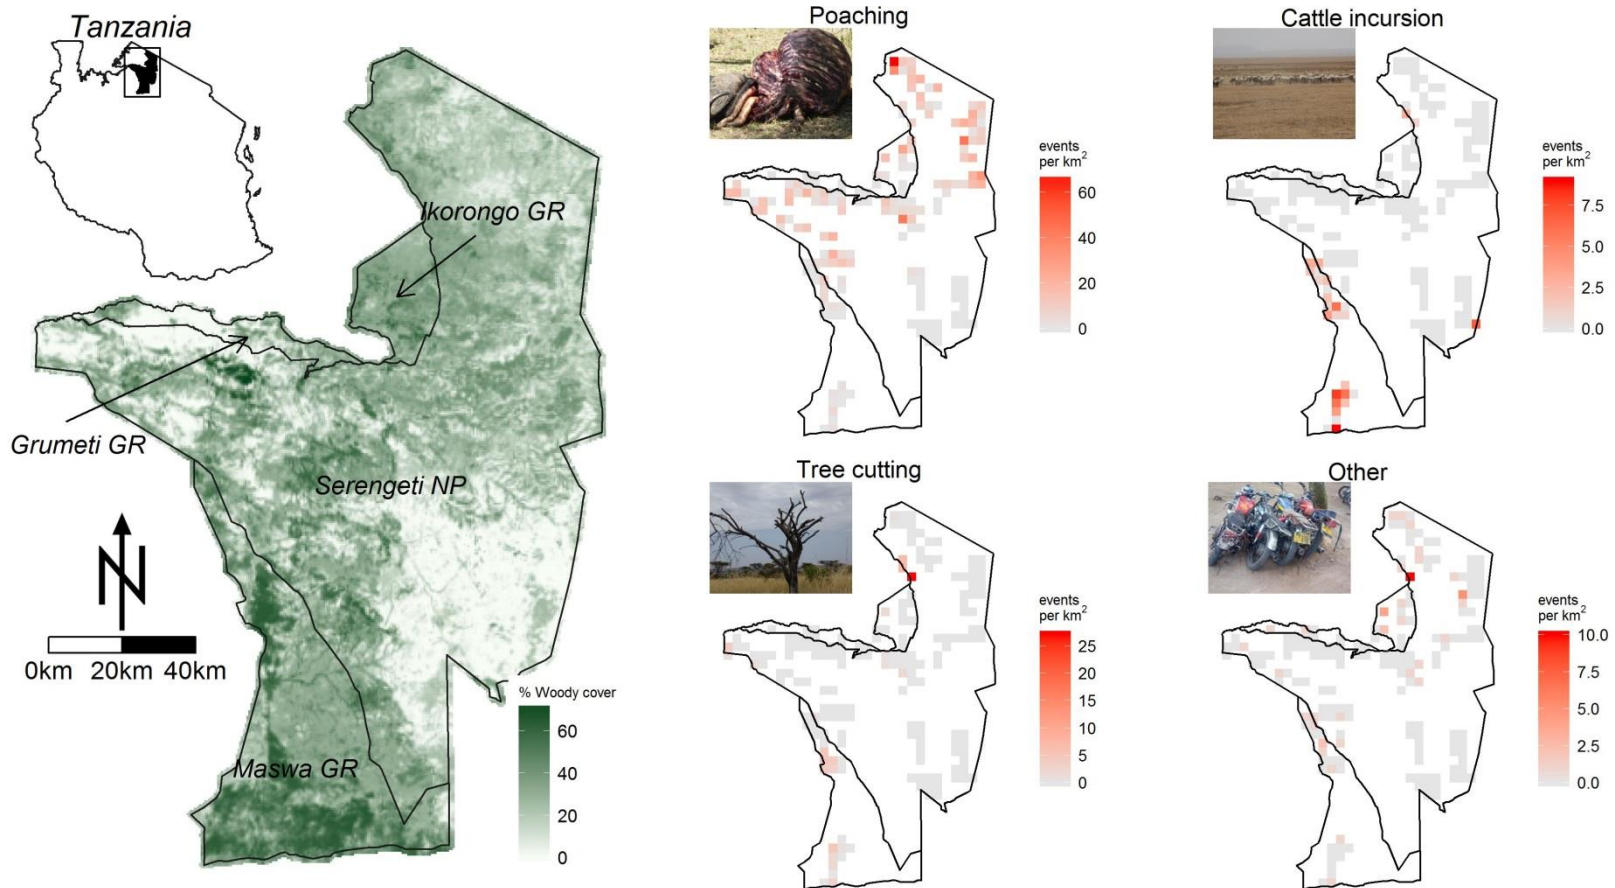 Tanzania
Ikorongo GR
Grumeti GR
Serengeti NP
Maswa GR
N
0km 20km 40km
% Woody cover
60
40
20
0
Poaching
events
per km²
60
40
20
0
Cattle incursion
events
per km²
7.5
5.0
2.5
0.0
Tree cutting
events
per km²
25
20
15
10
5
0
Other
events
per km²
10.0
7.5
5.0
2.5
0.0